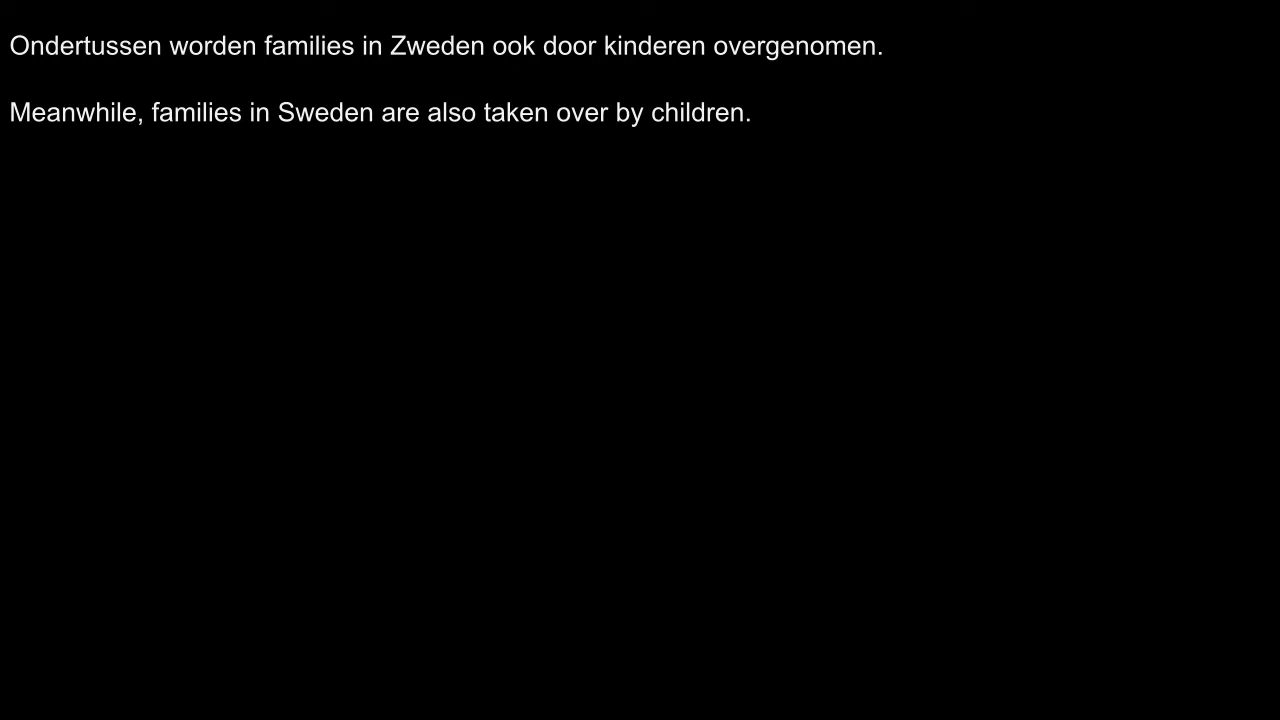 Ondertussen worden families in Zweden ook door kinderen overgenomen.
Meanwhile, families in Sweden are also taken over by children.